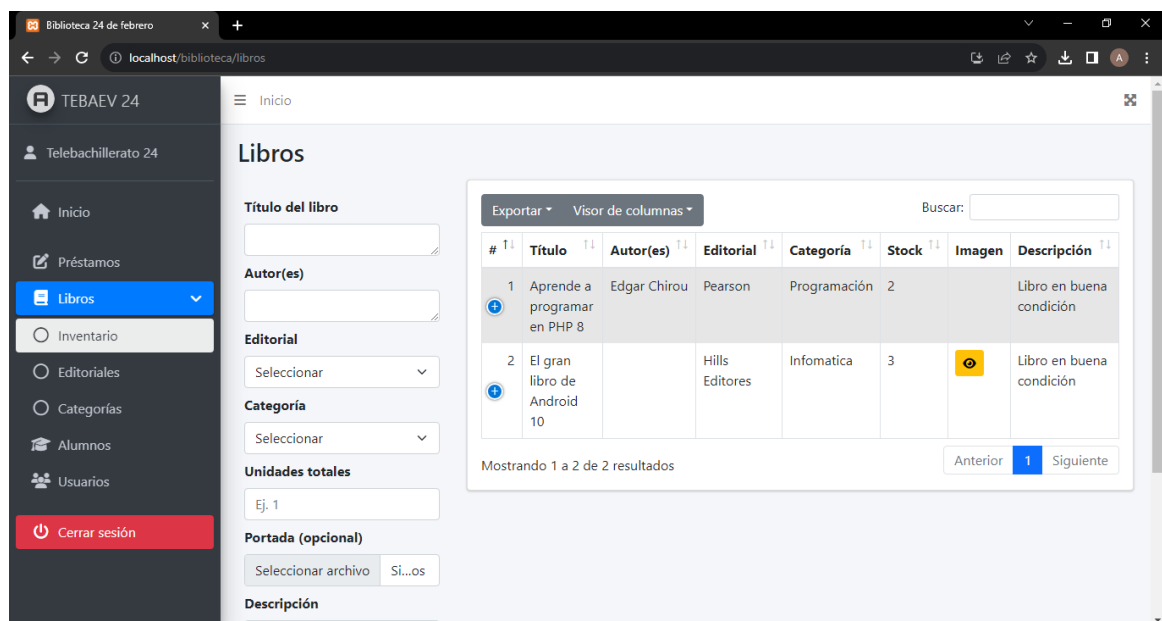 Biblioteca 24 de febrero
localhost/biblioteca/libros
A
TEBAEV 24
Telebachillerato 24
Inicio
Préstamos
Libros
Inventario
Editoriales
Categorías
Alumnos
Usuarios
Cerrar sesión
Inicio
Libros
Título del libro
Autor(es)
Editorial
Seleccionar
Categoría
Seleccionar
Unidades totales
Ej. 1
Portada (opcional)
Seleccionar archivo Si...os
Descripción
Exportar Visor de columnas Buscar:
# Título Autor(es) Editorial Categoría Stock Imagen Descripción
1 Aprende a Edgar Chirou Pearson Programación 2 Libro en buena
programar condición
en PHP 8
2 El gran Hills Infomatica 3 Libro en buena
libro de Editores condición
Android
10
Mostrando 1 a 2 de 2 resultados
Anterior 1 Siguiente